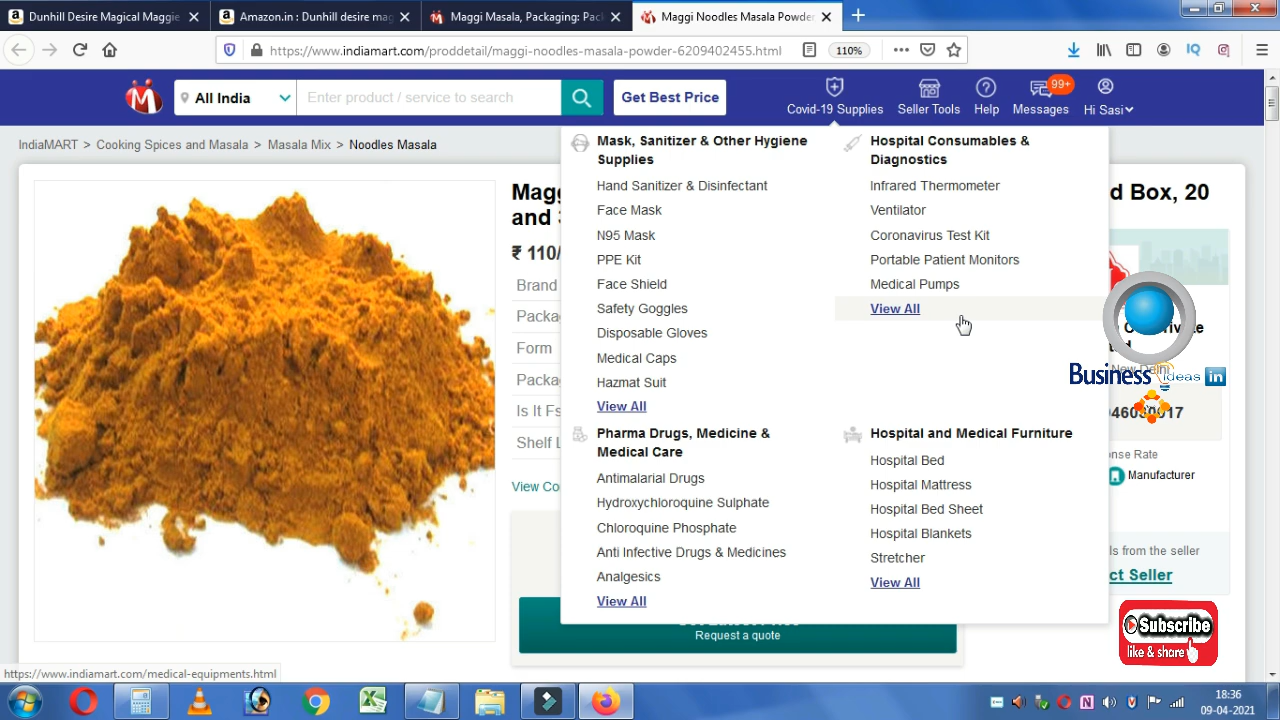 Dunhill Desire Magical Maggie
Amazon.in : Dunhill desire mag
Maggi Masala, Packaging: Pack
Maggi Noodles Masala Powder
https://www.indiamart.com/proddetail/maggi-noodles-masala-powder-6209402455.html
110%
IQ
All India
Enter product / service to search
Get Best Price
Covid-19 Supplies
Seller Tools
Help
99+
Messages
Hi Sasi
IndiaMART > Cooking Spices and Masala > Masala Mix > Noodles Masala
Mask, Sanitizer & Other Hygiene
Supplies
Hand Sanitizer & Disinfectant
Face Mask
N95 Mask
PPE Kit
Face Shield
Safety Goggles
Disposable Gloves
Medical Caps
Hazmat Suit
View All
Hospital Consumables &
Diagnostics
Infrared Thermometer
Ventilator
Coronavirus Test Kit
Portable Patient Monitors
Medical Pumps
View All
Pharma Drugs, Medicine &
Medical Care
Antimalarial Drugs
Hydroxychloroquine Sulphate
Chloroquine Phosphate
Anti Infective Drugs & Medicines
Analgesics
View All
Hospital and Medical Furniture
Hospital Bed
Hospital Mattress
Hospital Bed Sheet
Hospital Blankets
Stretcher
View All
d Box, 20
and
₹ 110/
Brand
Form
Is It
Shelf
View
Request a quote
New Delhi
Business Ideas in
Manufacturer
from the seller
Seller
Subscribe
like & share
https://www.indiamart.com/medical-equipments.html
18:36
09-04-2021